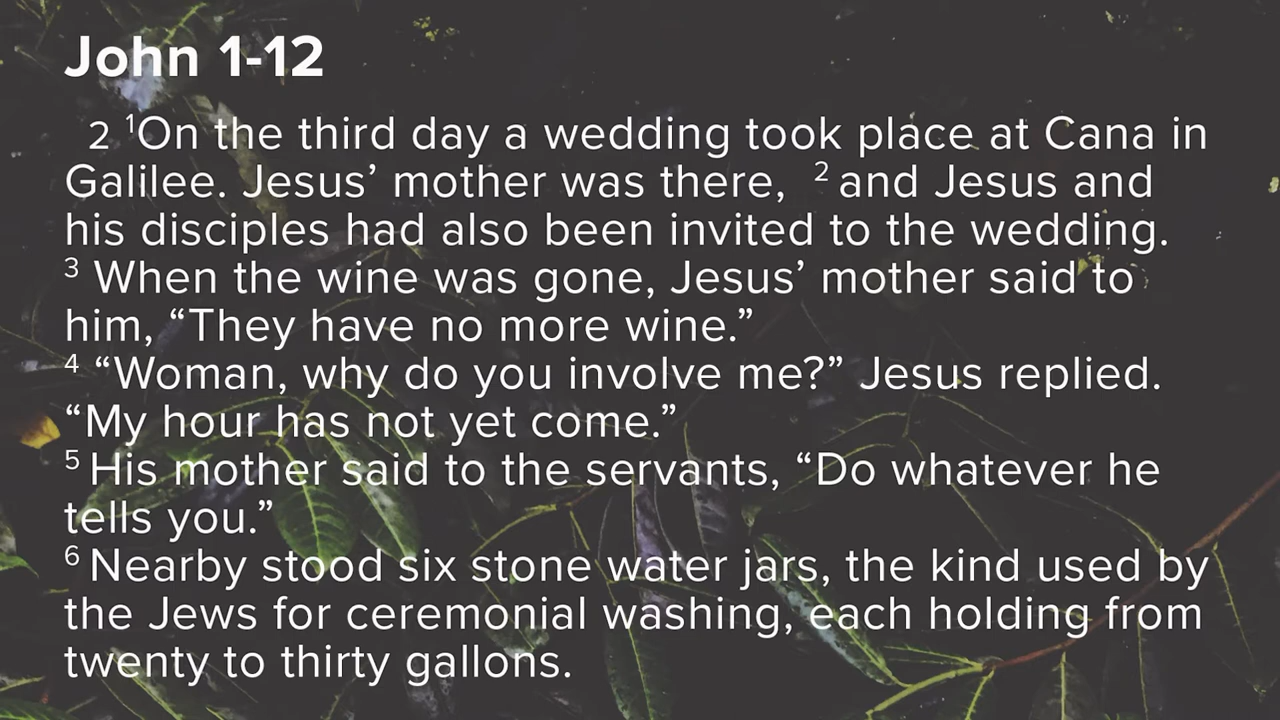 John 1-12
2 ¹On the third day a wedding took place at Cana in
Galilee. Jesus’ mother was there, ² and Jesus and
his disciples had also been invited to the wedding.
³ When the wine was gone, Jesus’ mother said to
him, “They have no more wine.”
⁴ “Woman, why do you involve me?” Jesus replied.
“My hour has not yet come.”
⁵ His mother said to the servants, “Do whatever he
tells you.”
⁶ Nearby stood six stone water jars, the kind used by
the Jews for ceremonial washing, each holding from
twenty to thirty gallons.